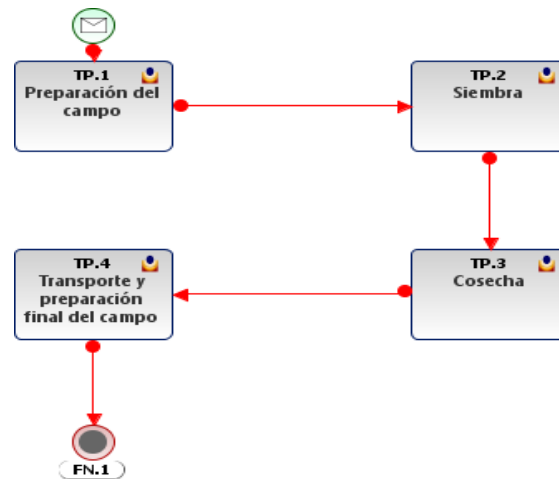 TP.1
Preparación del
campo
TP.2
Siembra
TP.3
Cosecha
TP.4
Transporte y
preparación
final del campo
FN.1